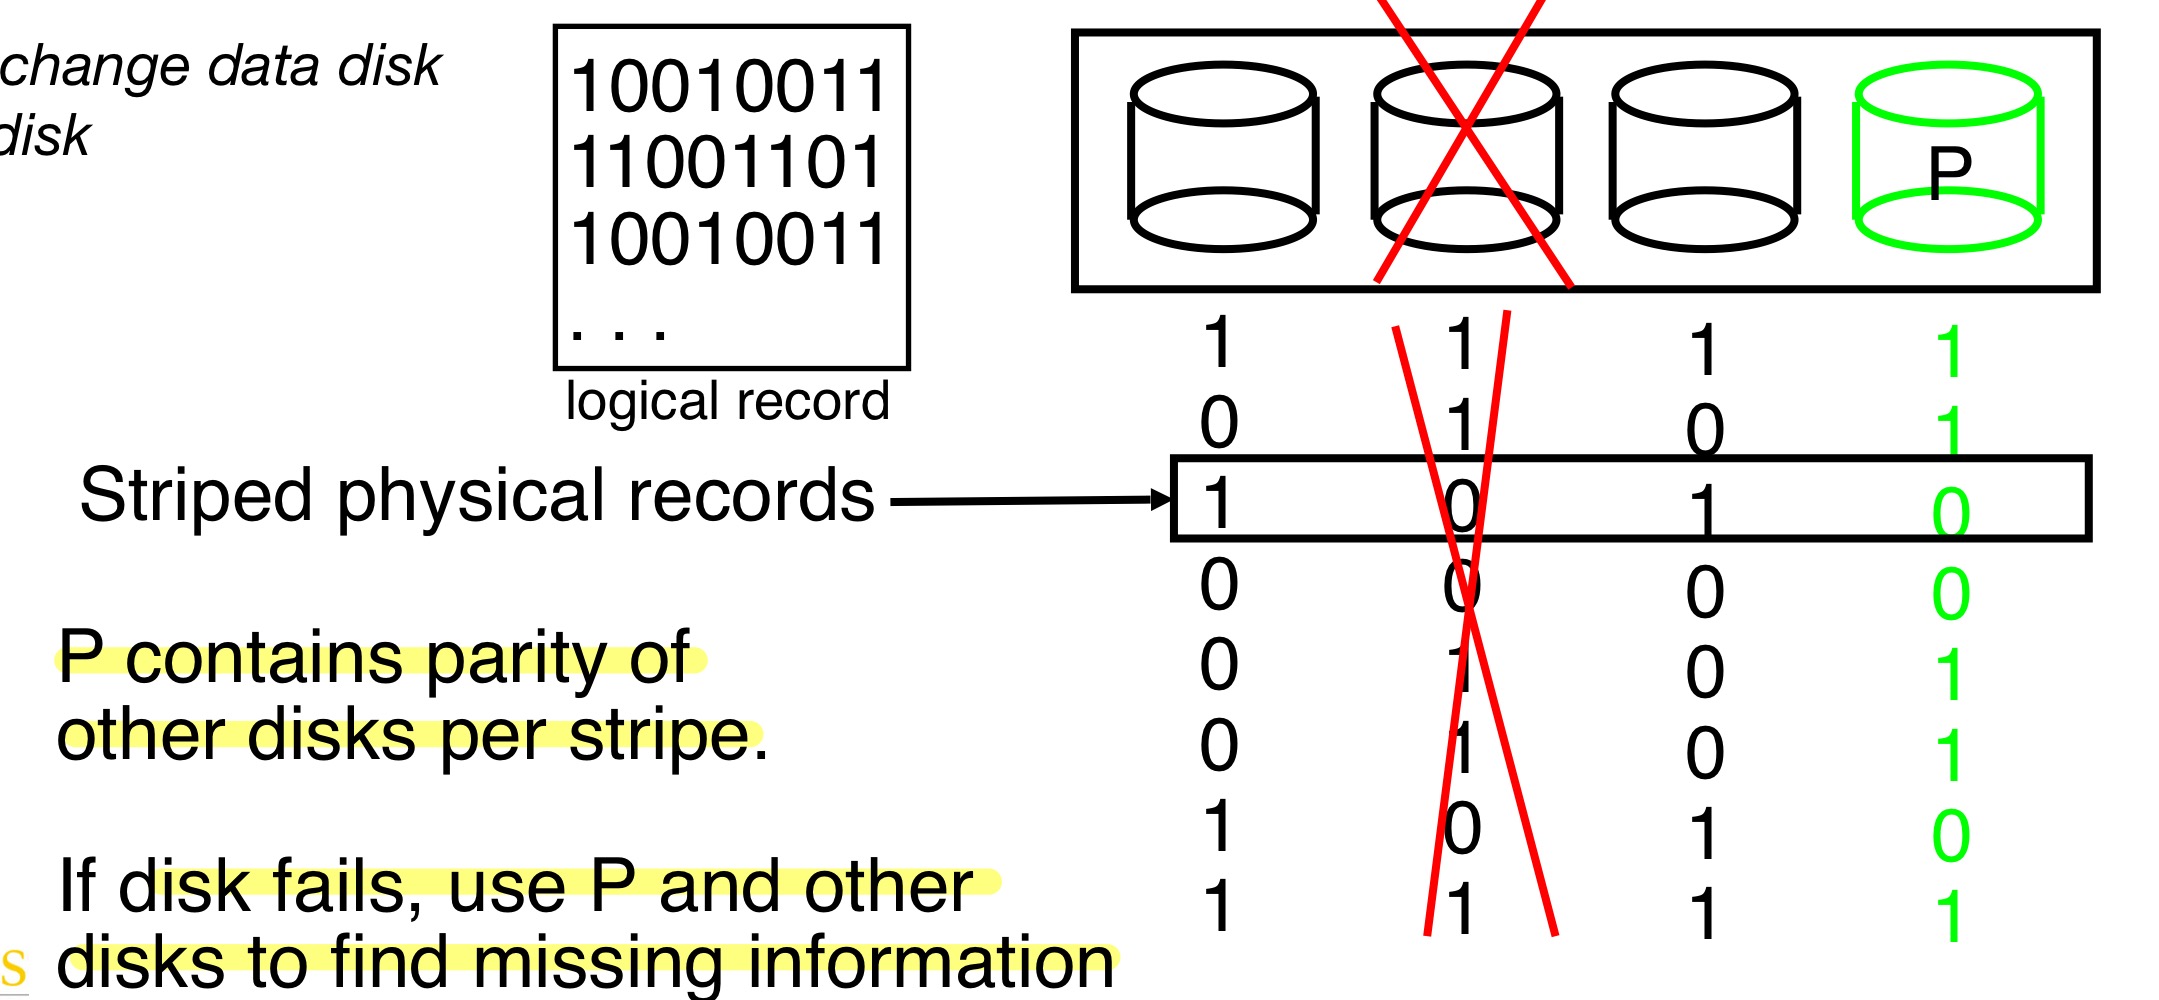 change data disk
disk
10010011
11001101
10010011
. . .
logical record
P
1 1 1 1
0 1 0 1
Striped physical records
1 0 1 0
0 0 0 0
0 1 0 1
P contains parity of
other disks per stripe.
0 1 0 1
1 0 1 0
If disk fails, use P and other
1 1 1 1
disks to find missing information
s